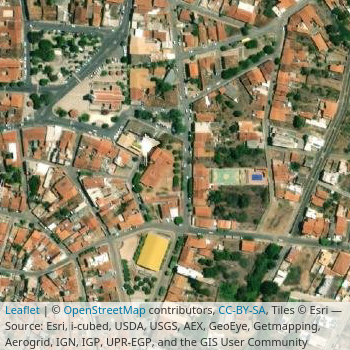 Leaflet | © OpenStreetMap contributors, CC-BY-SA, Tiles © Esri —
Source: Esri, i-cubed, USDA, USGS, AEX, GeoEye, Getmapping,
Aerogrid, IGN, IGP, UPR-EGP, and the GIS User Community